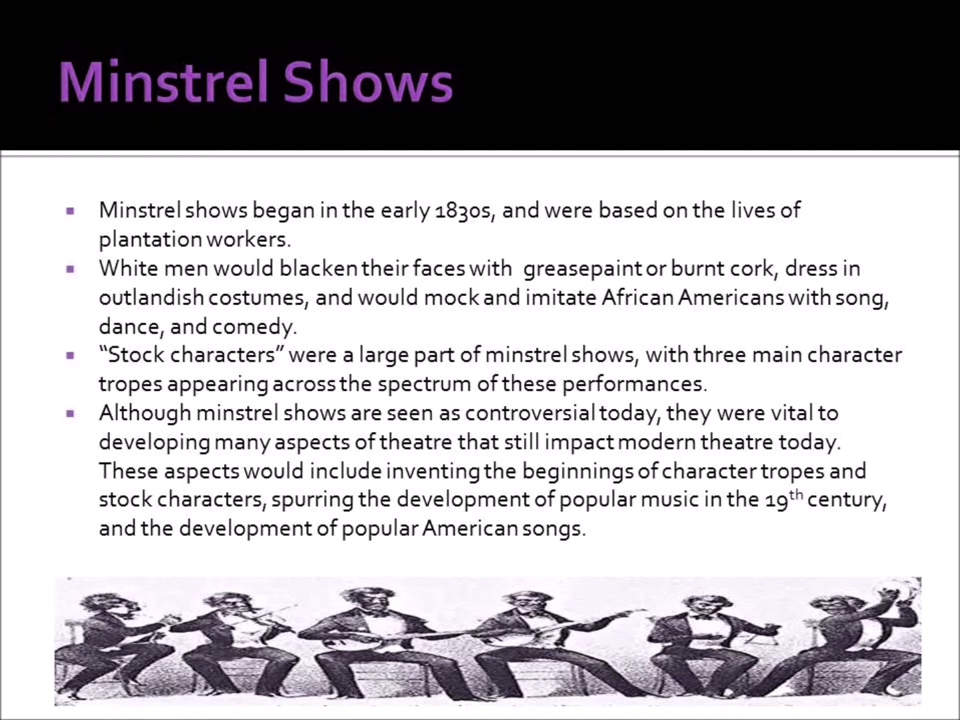 Minstrel Shows
Minstrel shows began in the early 1830s, and were based on the lives of
plantation workers.
White men would blacken their faces with greasepaint or burnt cork, dress in
outlandish costumes, and would mock and imitate African Americans with song,
dance, and comedy.
“Stock characters” were a large part of minstrel shows, with three main character
tropes appearing across the spectrum of these performances.
Although minstrel shows are seen as controversial today, they were vital to
developing many aspects of theatre that still impact modern theatre today.
These aspects would include inventing the beginnings of character tropes and
stock characters, spurring the development of popular music in the 19th century,
and the development of popular American songs.